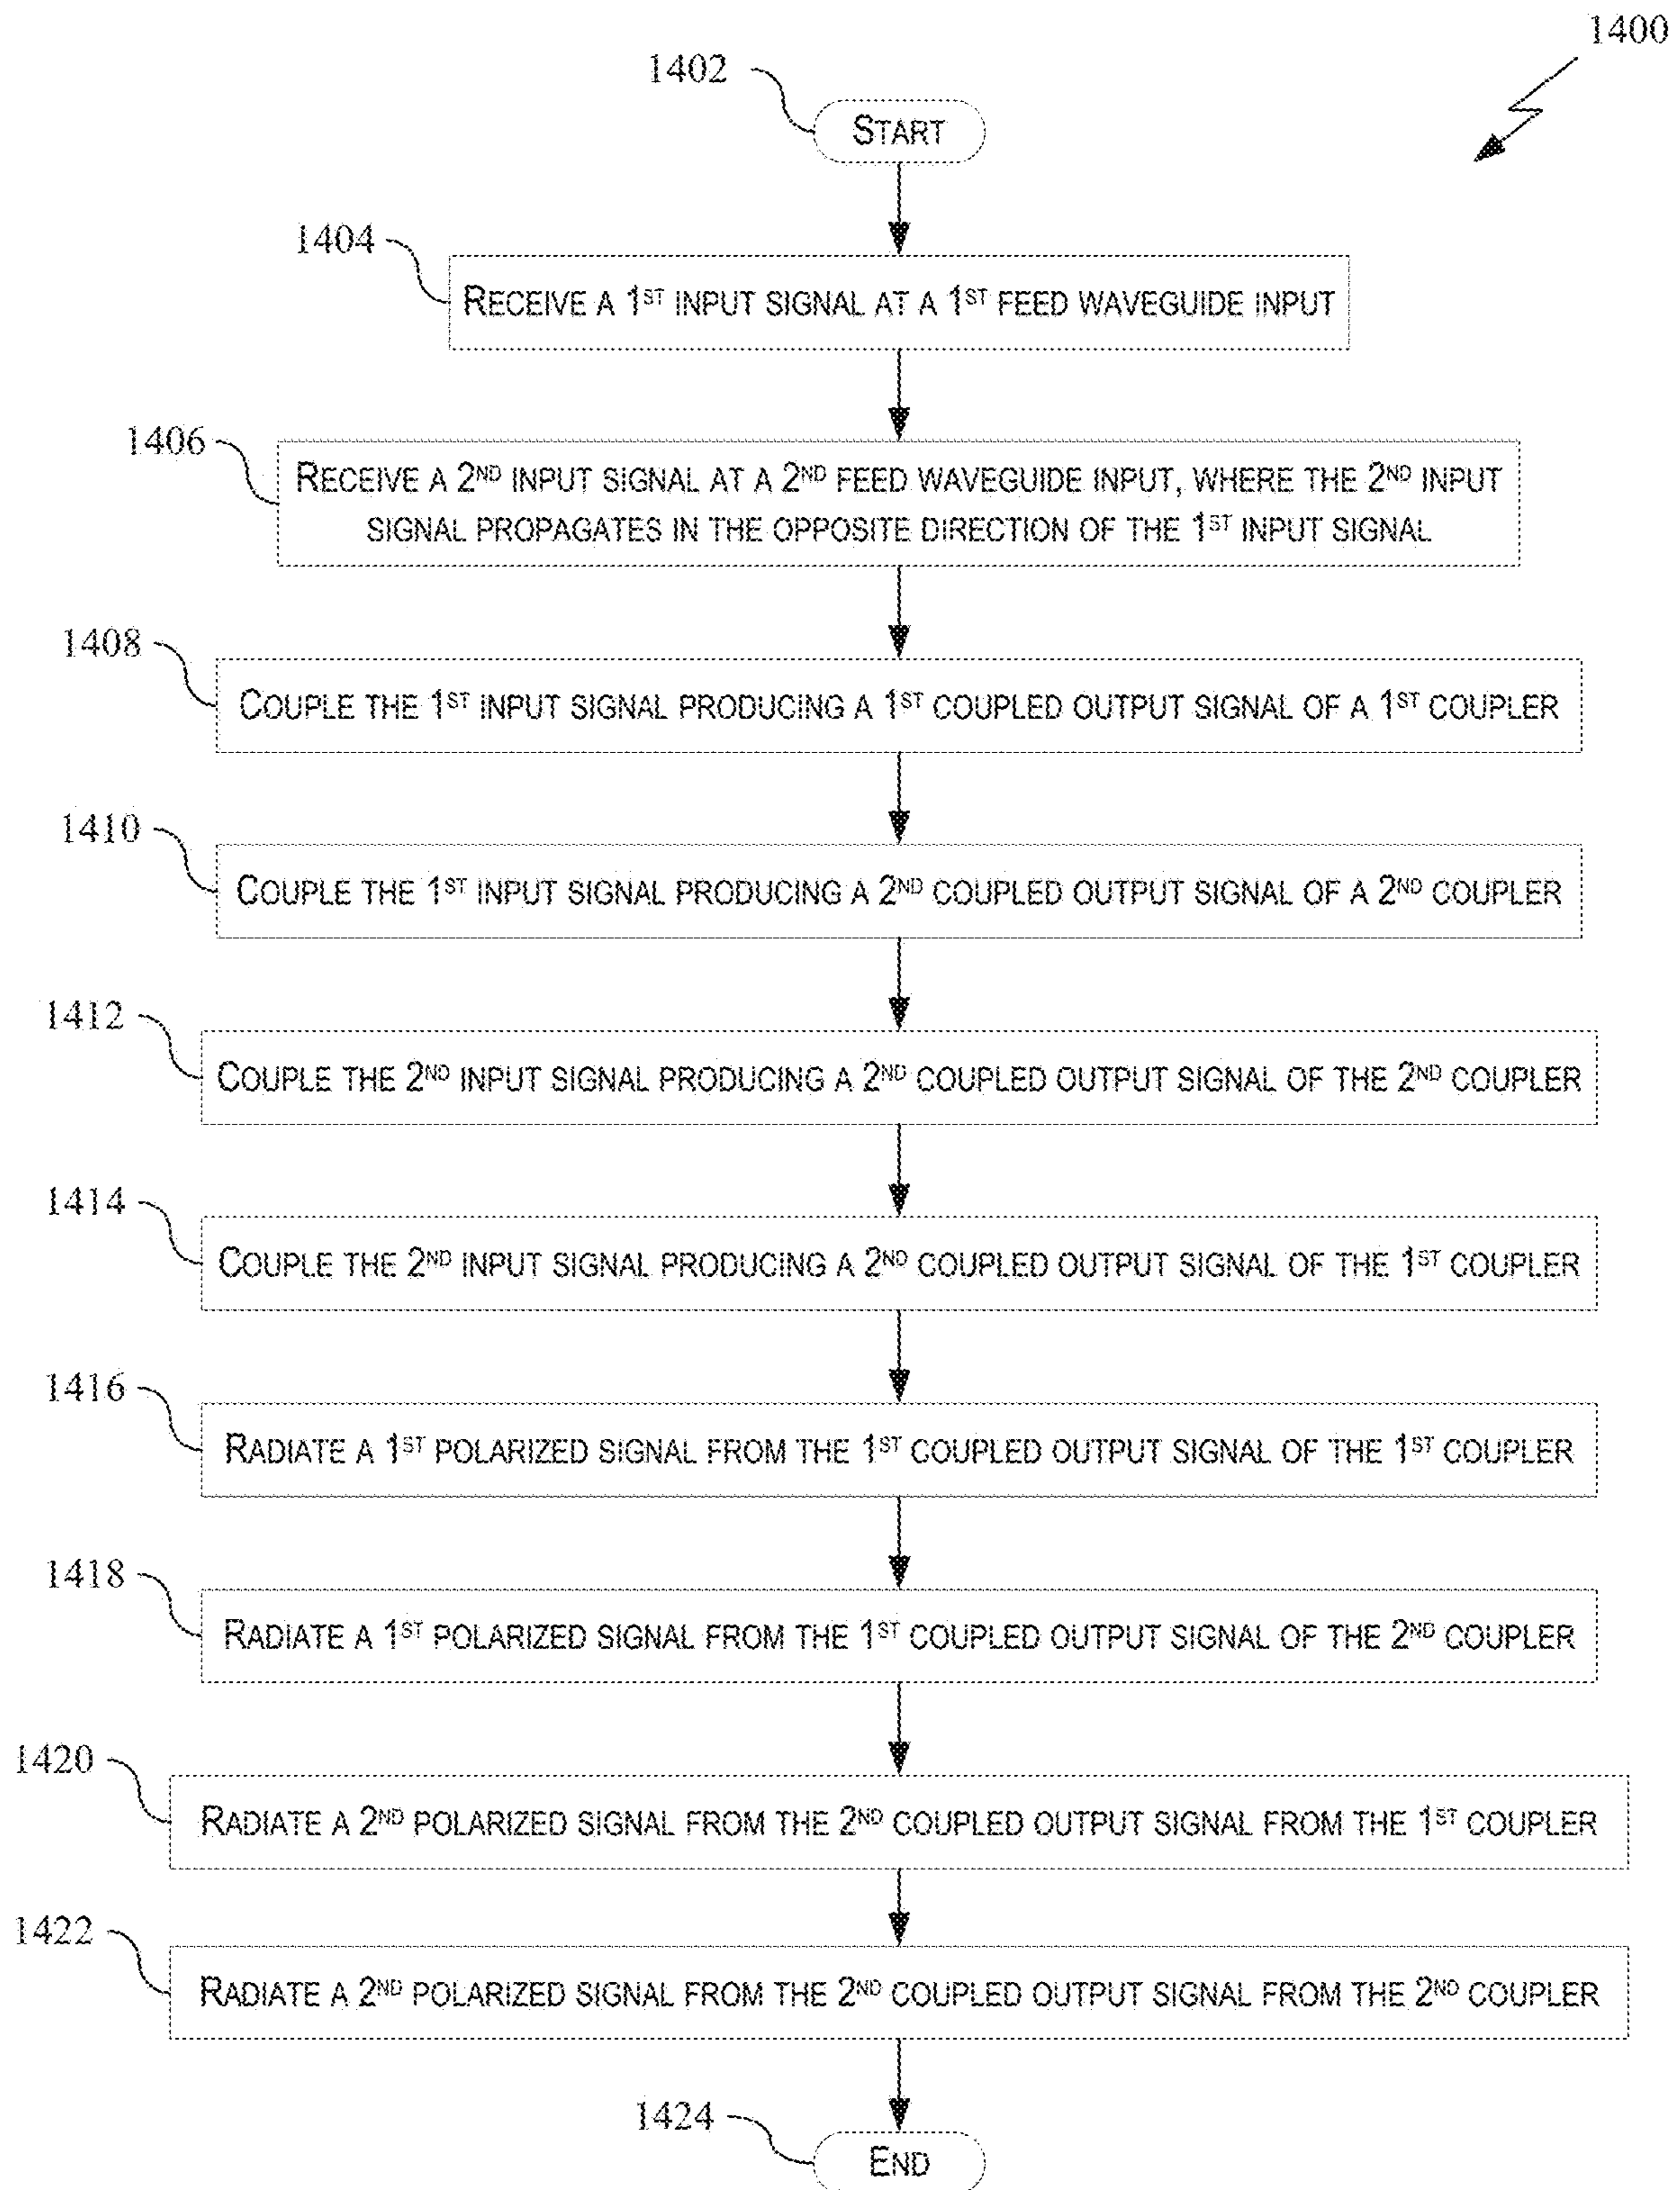 1400
1402
START
1404
RECEIVE A 1ST INPUT SIGNAL AT A 1ST FEED WAVEGUIDE INPUT
1406
RECEIVE A 2ND INPUT SIGNAL AT A 2ND FEED WAVEGUIDE INPUT, WHERE THE 2ND INPUT
SIGNAL PROPAGATES IN THE OPPOSITE DIRECTION OF THE 1ST INPUT SIGNAL
1408
COUPLE THE 1ST INPUT SIGNAL PRODUCING A 1ST COUPLED OUTPUT SIGNAL OF A 1ST COUPLER
1410
COUPLE THE 1ST INPUT SIGNAL PRODUCING A 2ND COUPLED OUTPUT SIGNAL OF A 2ND COUPLER
1412
COUPLE THE 2ND INPUT SIGNAL PRODUCING A 2ND COUPLED OUTPUT SIGNAL OF THE 2ND COUPLER
1414
COUPLE THE 2ND INPUT SIGNAL PRODUCING A 2ND COUPLED OUTPUT SIGNAL OF THE 1ST COUPLER
1416
RADIATE A 1ST POLARIZED SIGNAL FROM THE 1ST COUPLED OUTPUT SIGNAL OF THE 1ST COUPLER
1418
RADIATE A 1ST POLARIZED SIGNAL FROM THE 1ST COUPLED OUTPUT SIGNAL OF THE 2ND COUPLER
1420
RADIATE A 2ND POLARIZED SIGNAL FROM THE 2ND COUPLED OUTPUT SIGNAL FROM THE 1ST COUPLER
1422
RADIATE A 2ND POLARIZED SIGNAL FROM THE 2ND COUPLED OUTPUT SIGNAL FROM THE 2ND COUPLER
1424
END